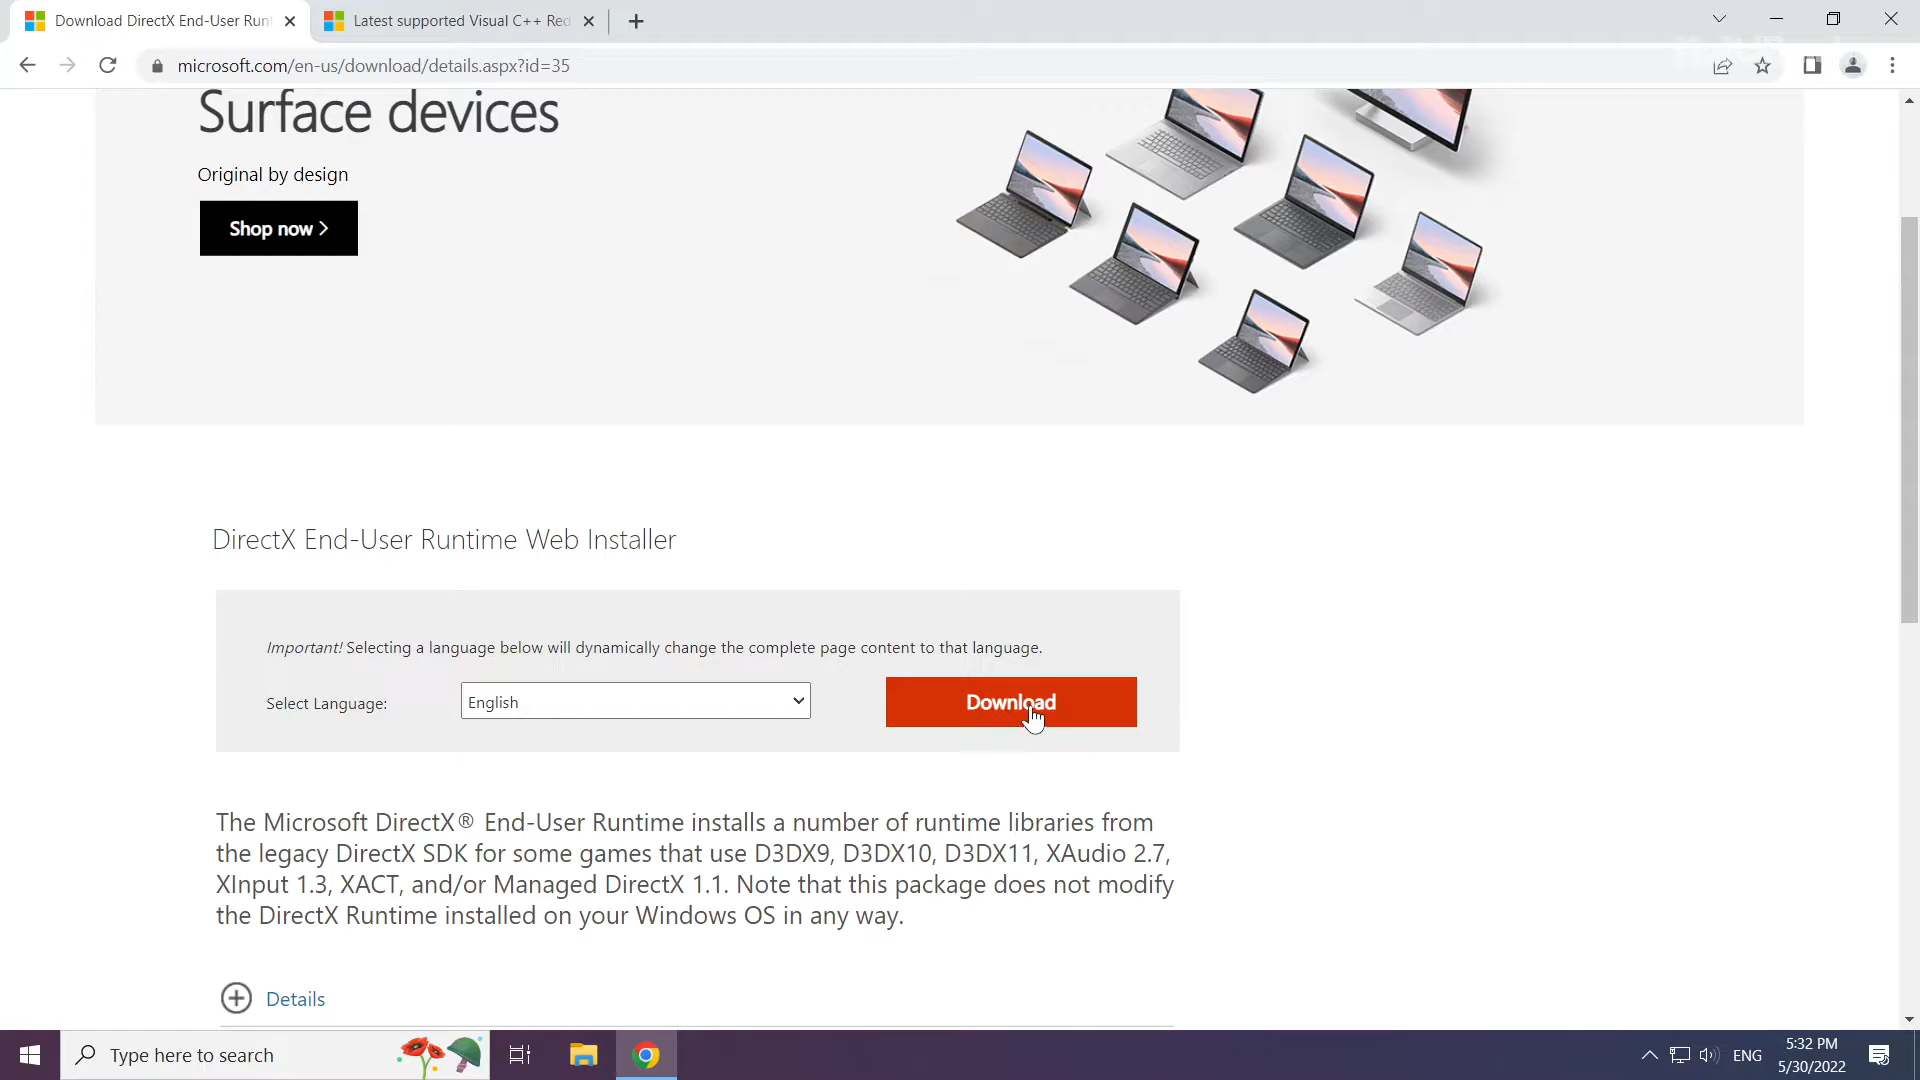 Download DirectX End-User Runt
Latest supported Visual C++ Red
microsoft.com/en-us/download/details.aspx?id=35
Surface devices
Original by design
Shop now
DirectX End-User Runtime Web Installer
Important! Selecting a language below will dynamically change the complete page content to that language.
Select Language:
English
Download
The Microsoft DirectX® End-User Runtime installs a number of runtime libraries from
the legacy DirectX SDK for some games that use D3DX9, D3DX10, D3DX11, XAudio 2.7,
XInput 1.3, XACT, and/or Managed DirectX 1.1. Note that this package does not modify
the DirectX Runtime installed on your Windows OS in any way.
Details
Type here to search
ENG
5:32 PM
5/30/2022